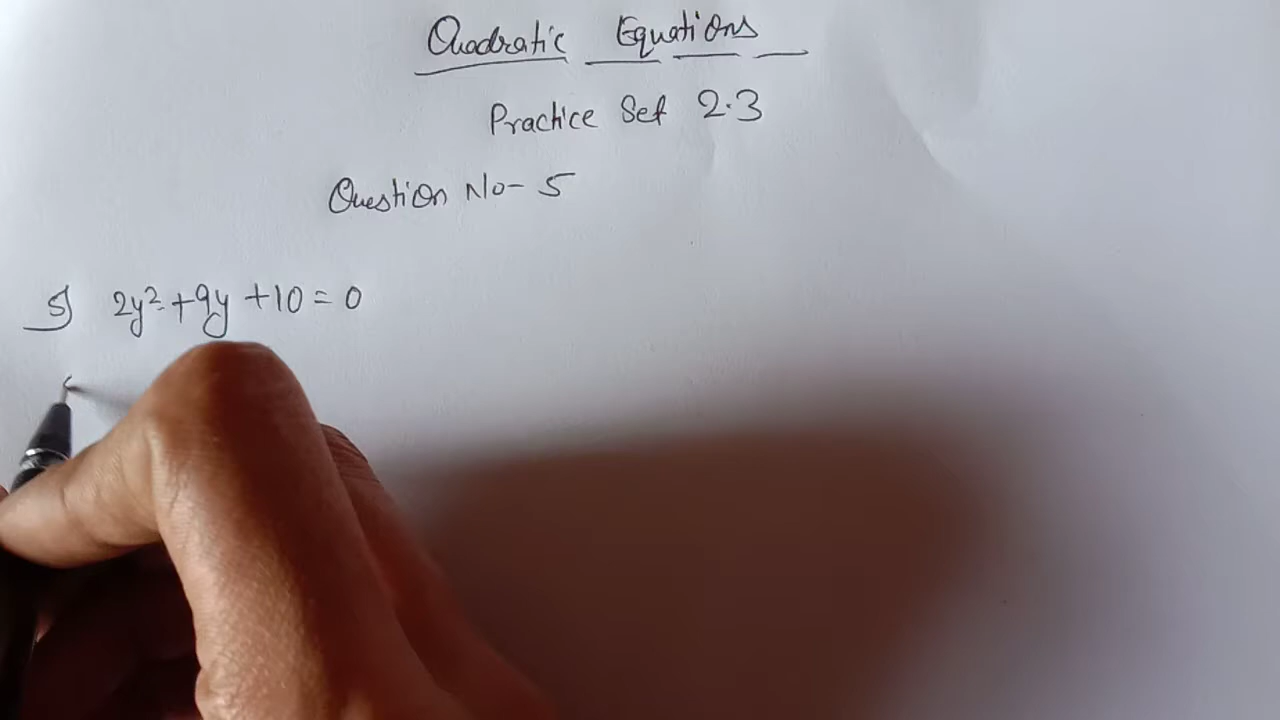 Quadratic Equations
Practice Set 2.3
Question No- 5
5) 2y² + 9y + 10 = 0